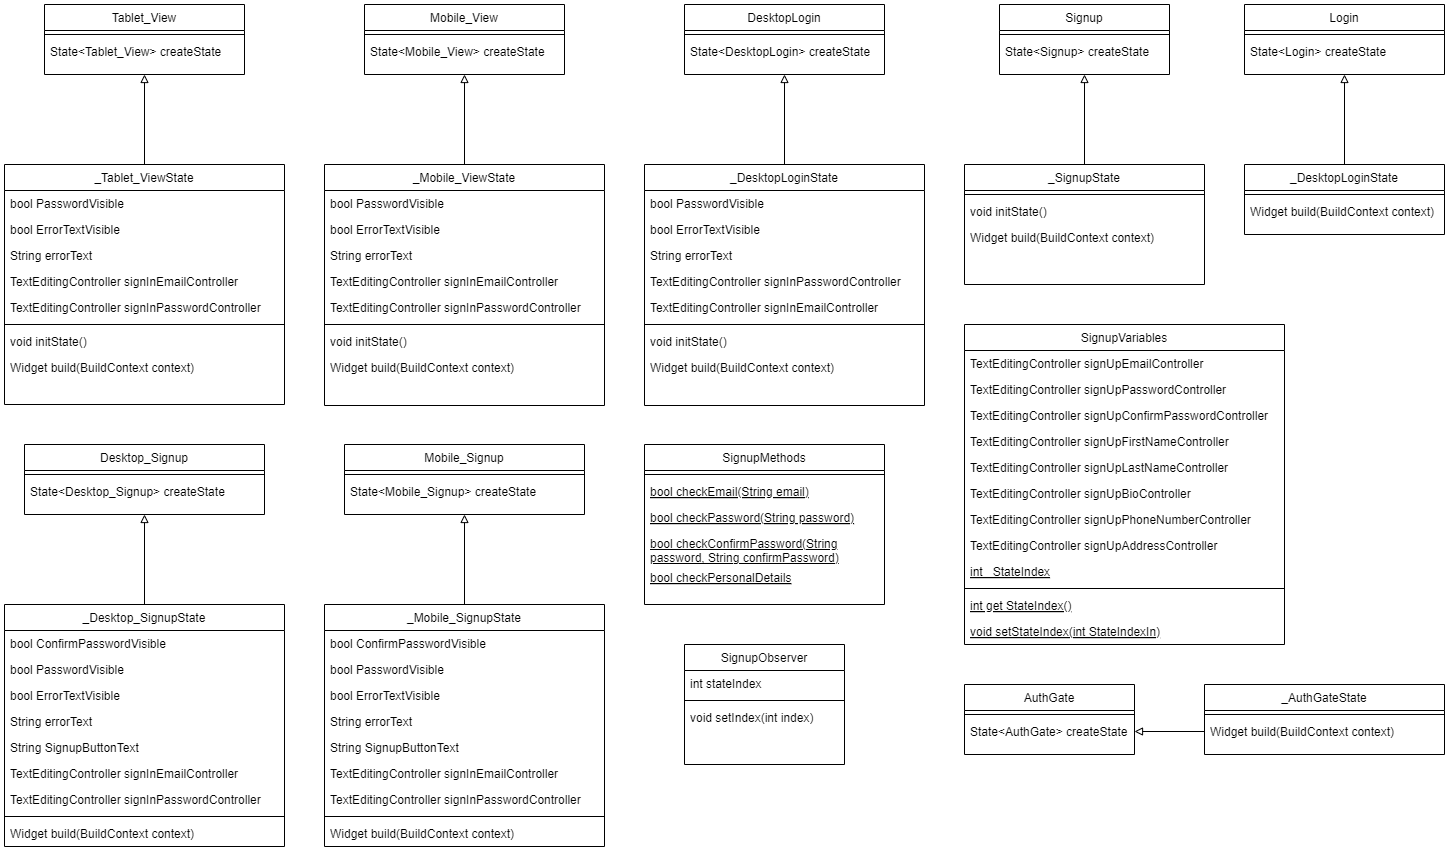 Tablet_View
State<Tablet_View> createState
Mobile_View
State<Mobile_View> createState
DesktopLogin
State<DesktopLogin> createState
Signup
State<Signup> createState
Login
State<Login> createState
_Tablet_ViewState
bool PasswordVisible
bool ErrorTextVisible
String errorText
TextEditingController signInEmailController
TextEditingController signInPasswordController
void initState()
Widget build(BuildContext context)
_Mobile_ViewState
bool PasswordVisible
bool ErrorTextVisible
String errorText
TextEditingController signInEmailController
TextEditingController signInPasswordController
void initState()
Widget build(BuildContext context)
_DesktopLoginState
bool PasswordVisible
bool ErrorTextVisible
String errorText
TextEditingController signInPasswordController
TextEditingController signInEmailController
void initState()
Widget build(BuildContext context)
_SignupState
void initState()
Widget build(BuildContext context)
_DesktopLoginState
Widget build(BuildContext context)
SignupVariables
TextEditingController signUpEmailController
TextEditingController signUpPasswordController
TextEditingController signUpConfirmPasswordController
TextEditingController signUpFirstNameController
TextEditingController signUpLastNameController
TextEditingController signUpBioController
TextEditingController signUpPhoneNumberController
TextEditingController signUpAddressController
int _StateIndex
int get StateIndex()
void setStateIndex(int StateIndexIn)
Desktop_Signup
State<Desktop_Signup> createState
Mobile_Signup
State<Mobile_Signup> createState
SignupMethods
bool checkEmail(String email)
bool checkPassword(String password)
bool checkConfirmPassword(String
password, String confirmPassword)
bool checkPersonalDetails
_Desktop_SignupState
bool ConfirmPasswordVisible
bool PasswordVisible
bool ErrorTextVisible
String errorText
String SignupButtonText
TextEditingController signInEmailController
TextEditingController signInPasswordController
Widget build(BuildContext context)
_Mobile_SignupState
bool ConfirmPasswordVisible
bool PasswordVisible
bool ErrorTextVisible
String errorText
String SignupButtonText
TextEditingController signInEmailController
TextEditingController signInPasswordController
Widget build(BuildContext context)
SignupObserver
int stateIndex
void setIndex(int index)
AuthGate
State<AuthGate> createState
_AuthGateState
Widget build(BuildContext context)